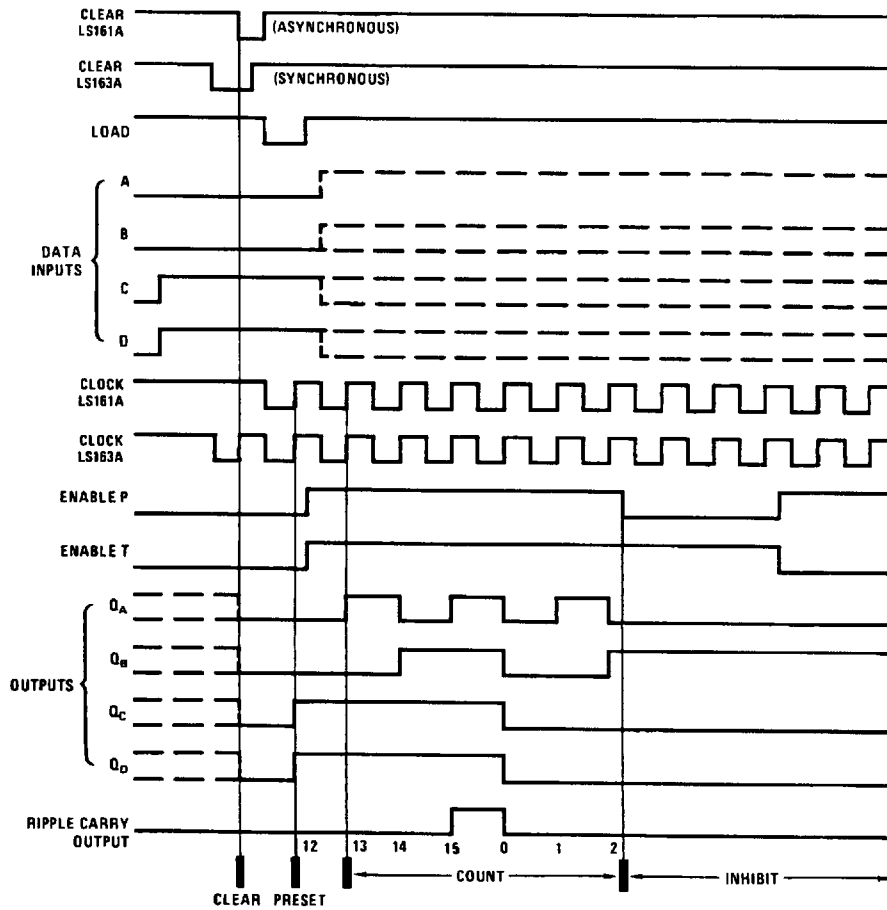 CLEAR
LS161A
(ASYNCHRONOUS)
CLEAR
LS163A
(SYNCHRONOUS)
LOAD
A
B
DATA
INPUTS
C
D
CLOCK
LS161A
CLOCK
LS163A
ENABLE P
ENABLE T
QA
QB
OUTPUTS
QC
QD
RIPPLE CARRY
OUTPUT
12 13 14 15 0 1 2
COUNT INHIBIT
CLEAR PRESET